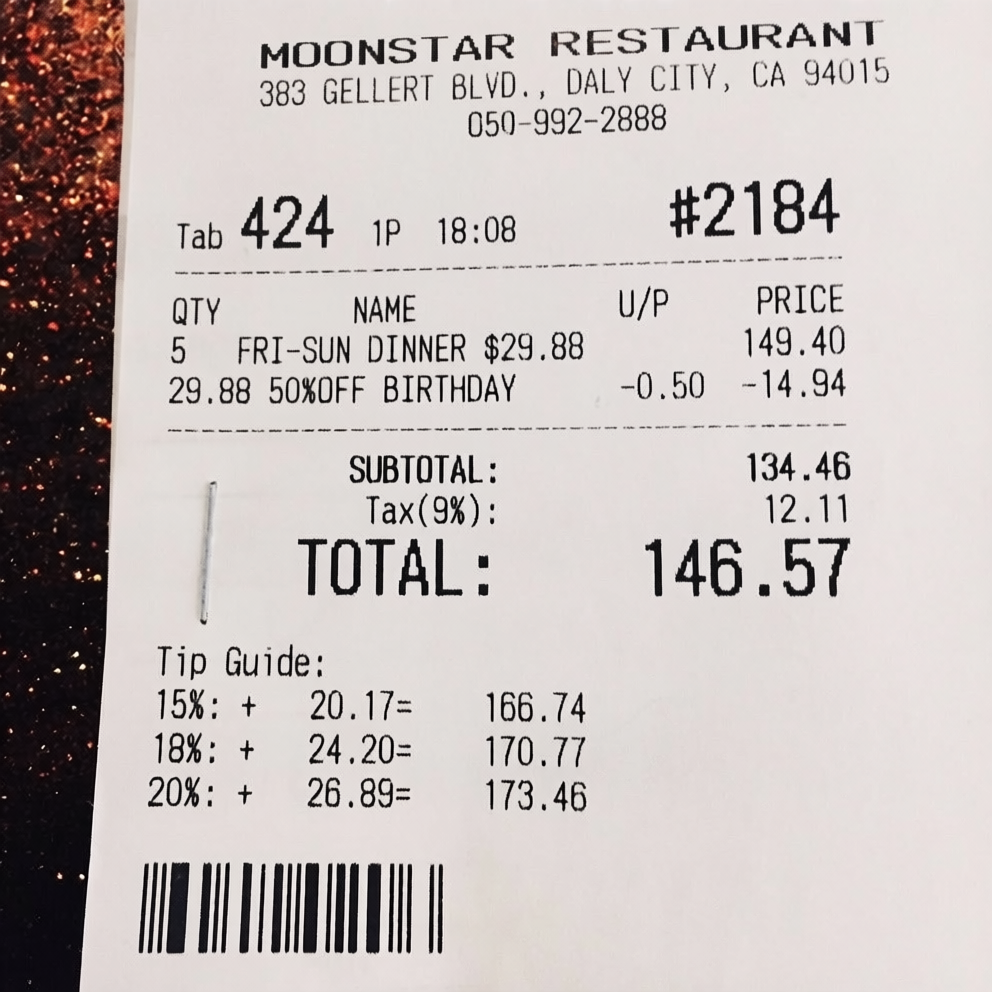 MOONSTAR RESTAURANT
383 GELLERT BLVD., DALY CITY, CA 94015
050-992-2888
Tab 424 1P 18:08 #2184
QTY NAME U/P PRICE
5 FRI-SUN DINNER $29.88 149.40
29.88 50%OFF BIRTHDAY -0.50 -14.94
SUBTOTAL: 134.46
Tax(9%): 12.11
TOTAL: 146.57
Tip Guide:
15%: + 20.17= 166.74
18%: + 24.20= 170.77
20%: + 26.89= 173.46